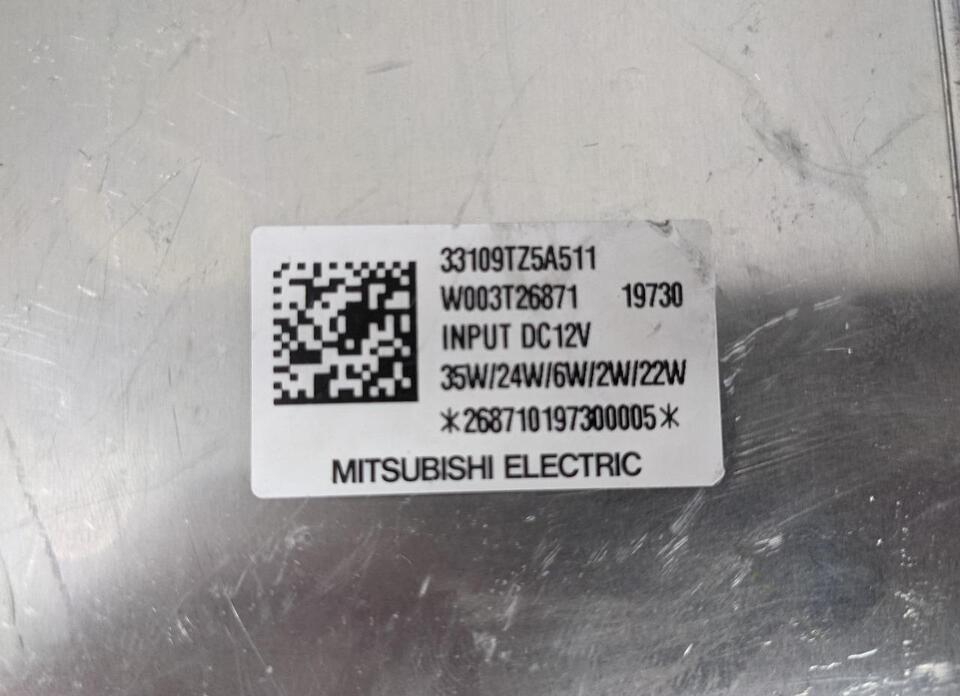 33109TZ5A511
W003T26871 19730
INPUT DC12V
35W/24W/6W/2W/22W
*268710197300005*
MITSUBISHI ELECTRIC